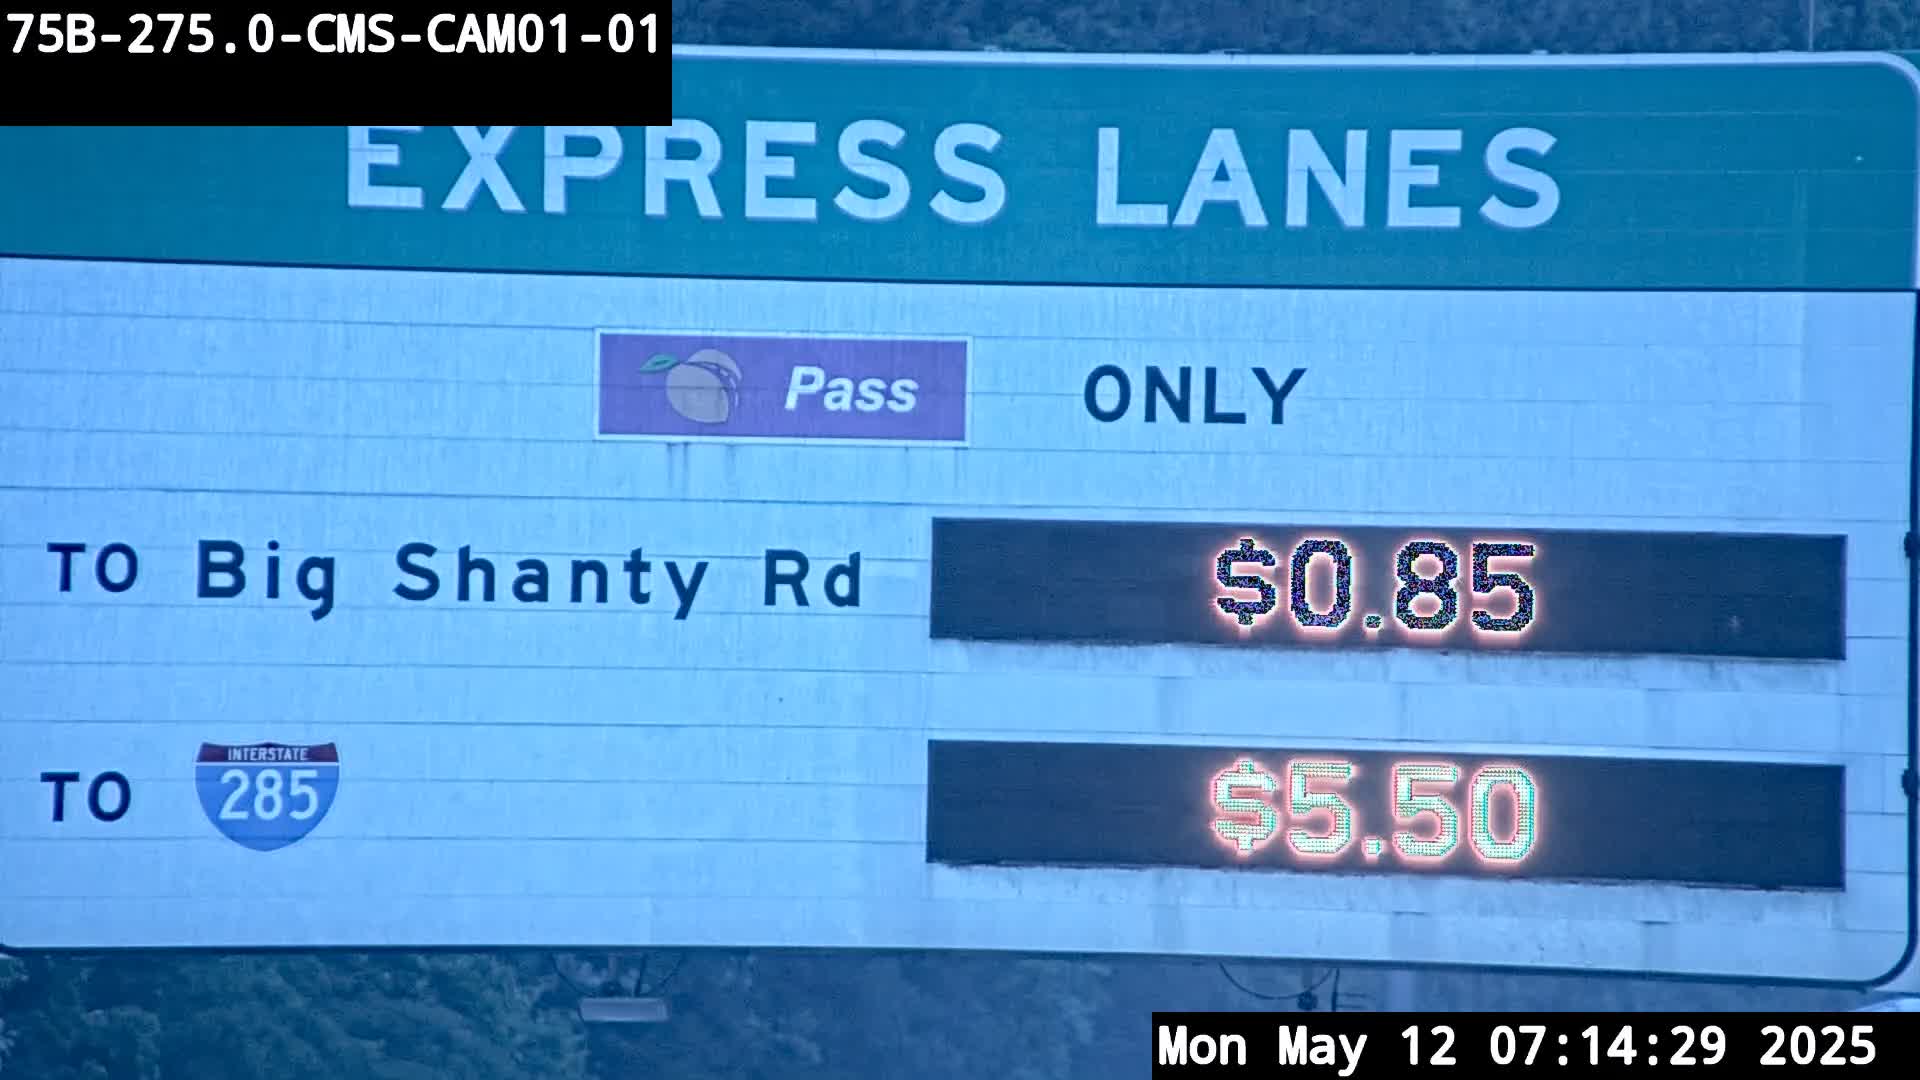 75B-275.0-CMS-CAM01-01
EXPRESS LANES
Pass ONLY
TO Big Shanty Rd $0.85
TO INTERSTATE 285 $5.50
Mon May 12 07:14:29 2025